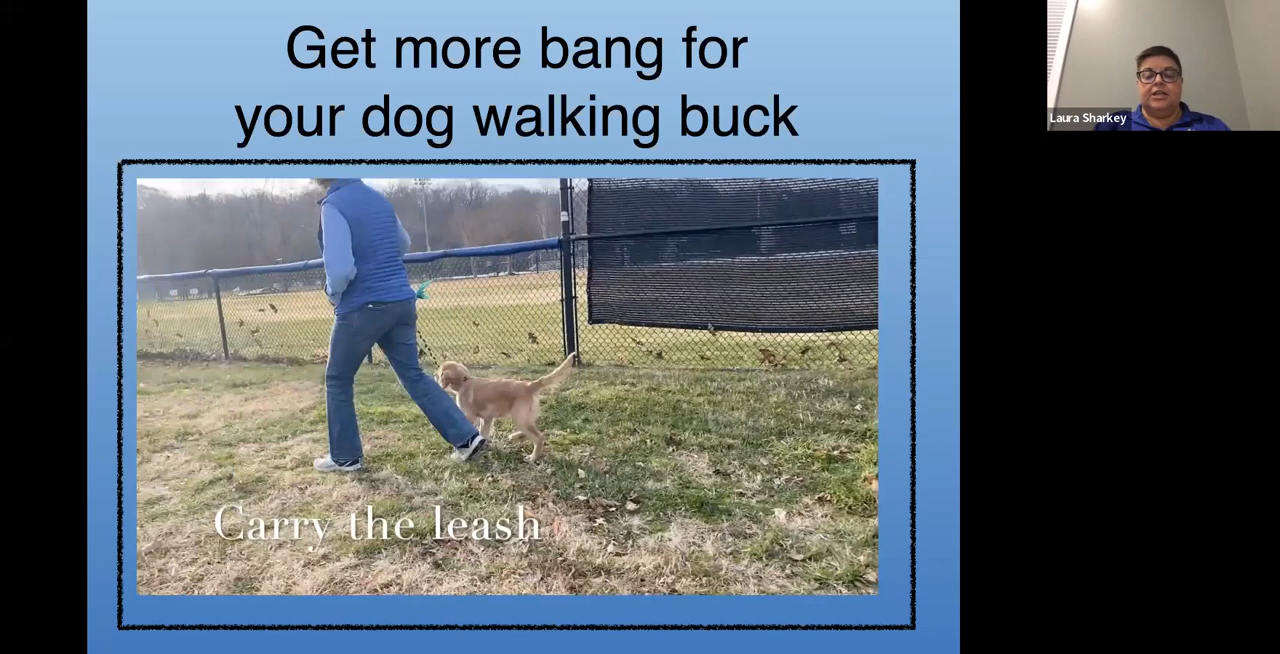 Get more bang for
your dog walking buck
Laura Sharkey
Carry the leash